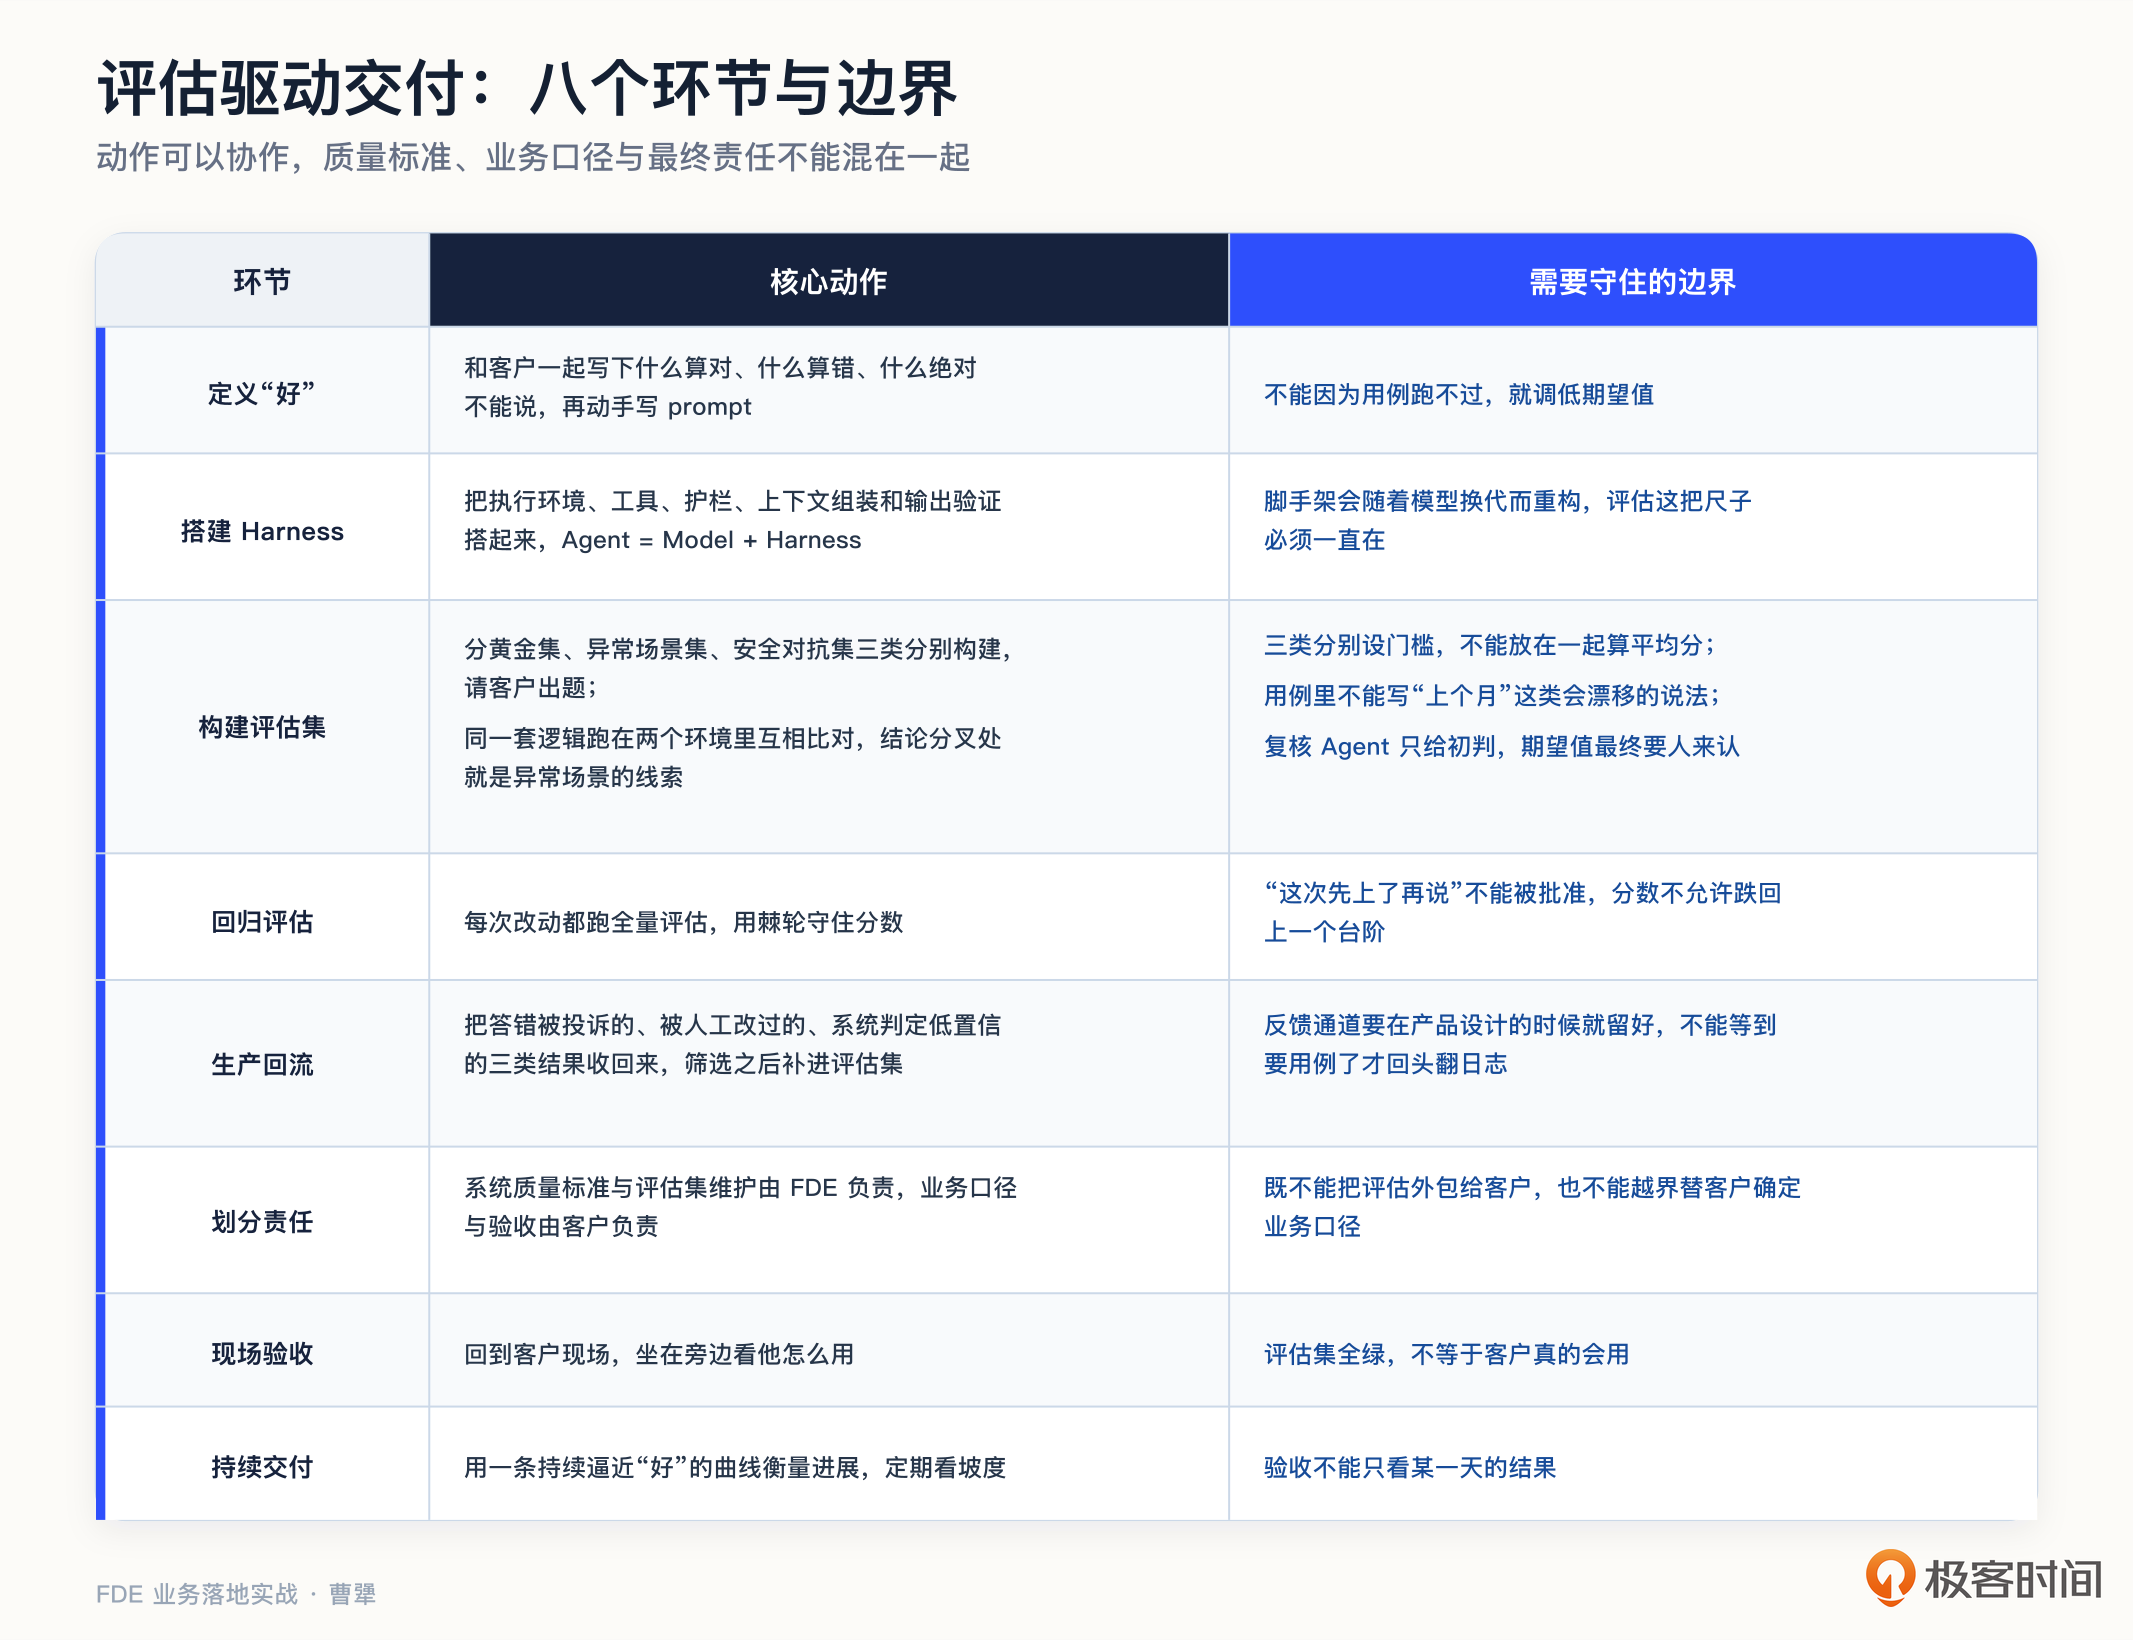 评估驱动交付：八个环节与边界
动作可以协作，质量标准、业务口径与最终责任不能混在一起
环节
核心动作
需要守住的边界
定义“好”
和客户一起写下什么算对、什么算错、什么绝对
不能说，再动手写 prompt
不能因为用例跑不过，就调低期望值
搭建 Harness
把执行环境、工具、护栏、上下文组装和输出验证
搭起来，Agent = Model + Harness
脚手架会随着模型换代而重构，评估这把尺子
必须一直在
构建评估集
分黄金集、异常场景集、安全对抗集三类分别构建，
请客户出题；
同一套逻辑跑在两个环境里互相比对，结论分叉处
就是异常场景的线索
三类分别设门槛，不能放在一起算平均分；
用例里不能写“上个月”这类会漂移的说法；
复核 Agent 只给初判，期望值最终要人来认
回归评估
每次改动都跑全量评估，用棘轮守住分数
“这次先上了再说”不能被批准，分数不允许跌回
上一个台阶
生产回流
把答错被投诉的、被人工改过的、系统判定低置信
的三类结果收回来，筛选之后补进评估集
反馈通道要在产品设计的时候就留好，不能等到
要用例了才回头翻日志
划分责任
系统质量标准与评估集维护由 FDE 负责，业务口径
与验收由客户负责
既不能把评估外包给客户，也不能越界替客户确定
业务口径
现场验收
回到客户现场，坐在旁边看他怎么用
评估集全绿，不等于客户真的会用
持续交付
用一条持续逼近“好”的曲线衡量进展，定期看坡度
验收不能只看某一天的结果
FDE 业务落地实战 · 曹犟
极客时间